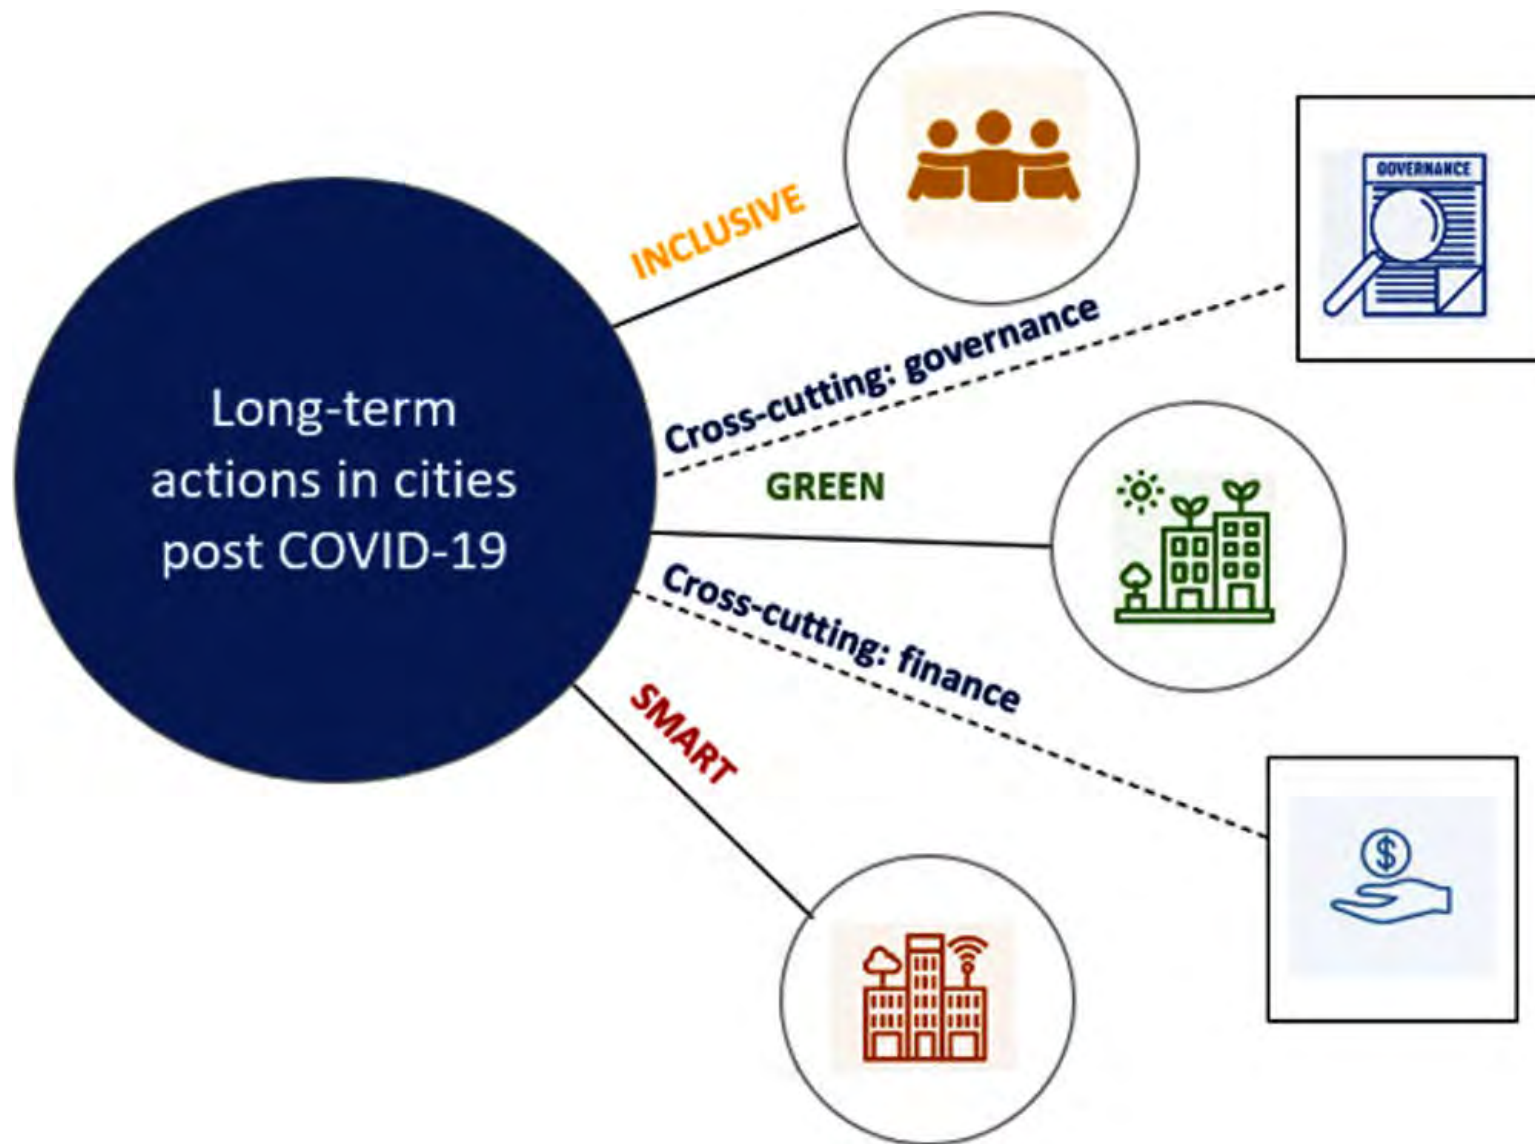 Long-term
actions in cities
post COVID-19
INCLUSIVE
Cross-cutting: governance
GOVERNANCE
GREEN
Cross-cutting: finance
$
SMART